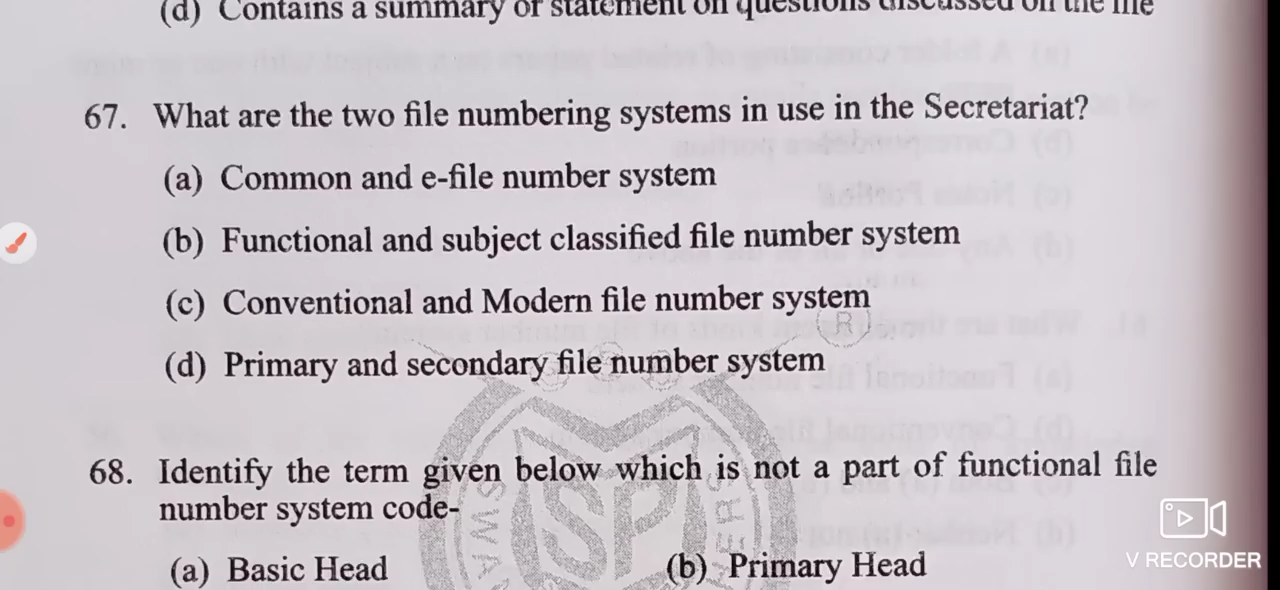 (d) Contains a summary or statement on questions discussed on the file
67. What are the two file numbering systems in use in the Secretariat?
(a) Common and e-file number system
(b) Functional and subject classified file number system
(c) Conventional and Modern file number system
(d) Primary and secondary file number system
68. Identify the term given below which is not a part of functional file
number system code-
(a) Basic Head (b) Primary Head
V RECORDER